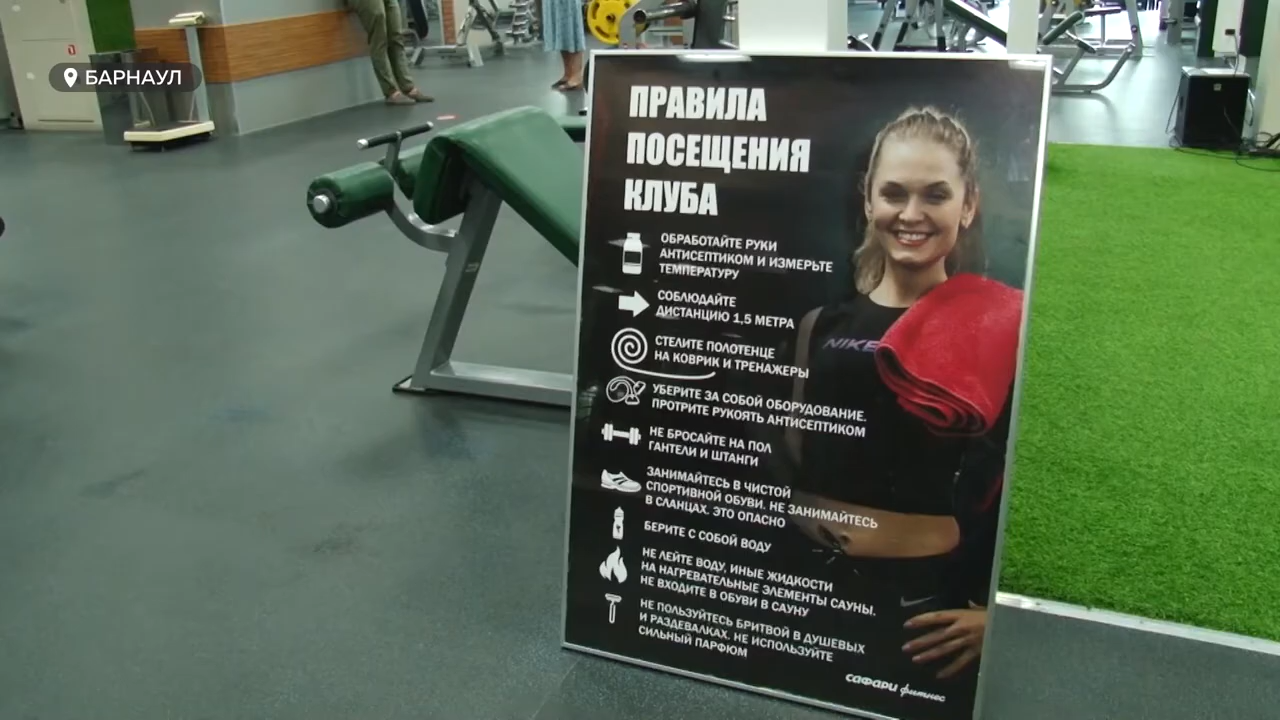 БАРНАУЛ
ПРАВИЛА
ПОСЕЩЕНИЯ
КЛУБА
ОБРАБОТАЙТЕ РУКИ
АНТИСЕПТИКОМ И ИЗМЕРЬТЕ
ТЕМПЕРАТУРУ
СОБЛЮДАЙТЕ
ДИСТАНЦИЮ 1,5 МЕТРА
СТЕЛИТЕ ПОЛОТЕНЦЕ
НА КОВРИК И ТРЕНАЖЕРЫ
УБЕРИТЕ ЗА СОБОЙ ОБОРУДОВАНИЕ.
ПРОТРИТЕ РУКОЯТЬ АНТИСЕПТИКОМ
НЕ БРОСАЙТЕ НА ПОЛ
ГАНТЕЛИ И ШТАНГИ
ЗАНИМАЙТЕСЬ В ЧИСТОЙ
СПОРТИВНОЙ ОБУВИ. НЕ ЗАНИМАЙТЕСЬ
В СЛАНЦАХ. ЭТО ОПАСНО
БЕРИТЕ С СОБОЙ ВОДУ
НЕ ЛЕЙТЕ ВОДУ, ИНЫЕ ЖИДКОСТИ
НА НАГРЕВАТЕЛЬНЫЕ ЭЛЕМЕНТЫ САУНЫ.
НЕ ВХОДИТЕ В ОБУВИ В САУНУ
НЕ ПОЛЬЗУЙТЕСЬ БРИТВОЙ В ДУШЕВЫХ
И РАЗДЕВАЛКАХ. НЕ ИСПОЛЬЗУЙТЕ
СИЛЬНЫЙ ПАРФЮМ
NIKE
САФАРИ фитнес